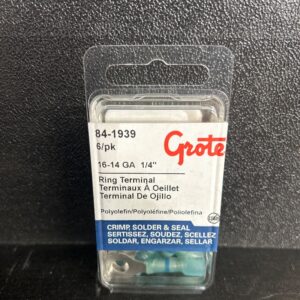 84-1939
6/pk
Grote
16-14 GA. 1/4"
Ring Terminal
Terminaux À Oeillet
Terminal De Ojillo
Polyolefin/Polyoléfine/Poliolefina
CRIMP, SOLDER & SEAL
SERTISSEZ, SOUDEZ, SCELLEZ
SOLDAR, ENGARZAR, SELLAR